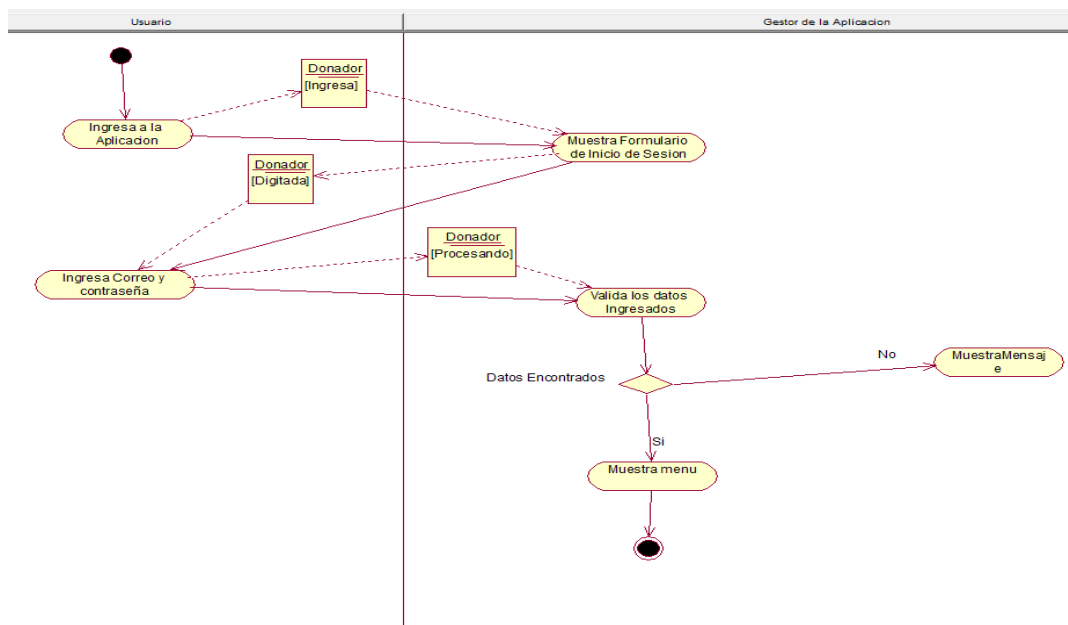 Usuario
Gestor de la Aplicacion
Donador
[Ingresa]
Ingresa a la
Aplicacion
Muestra Formulario
de Inicio de Sesion
Donador
[Digitada]
Donador
[Procesando]
Ingresa Correo y
contraseña
Valida los datos
Ingresados
Datos Encontrados
No
MuestraMensaj
e
Si
Muestra menu